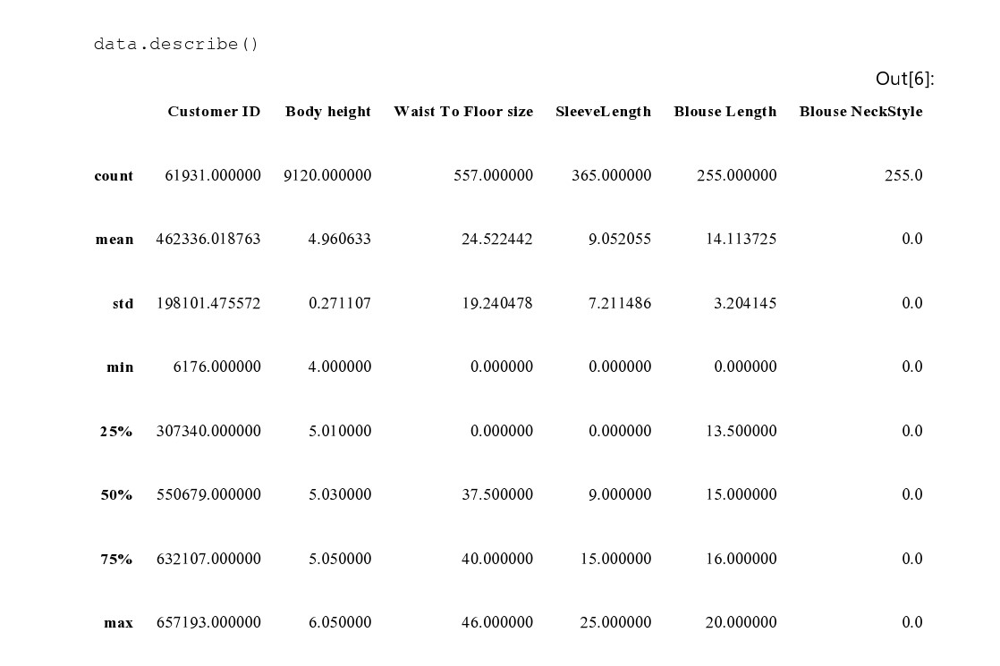 data.describe()
Out[6]:
Customer ID Body height Waist To Floor size SleeveLength Blouse Length Blouse NeckStyle
count 61931.000000 9120.000000 557.000000 365.000000 255.000000 255.0
mean 462336.018763 4.960633 24.522442 9.052055 14.113725 0.0
std 198101.475572 0.271107 19.240478 7.211486 3.204145 0.0
min 6176.000000 4.000000 0.000000 0.000000 0.000000 0.0
25% 307340.000000 5.010000 0.000000 0.000000 13.500000 0.0
50% 550679.000000 5.030000 37.500000 9.000000 15.000000 0.0
75% 632107.000000 5.050000 40.000000 15.000000 16.000000 0.0
max 657193.000000 6.050000 46.000000 25.000000 20.000000 0.0